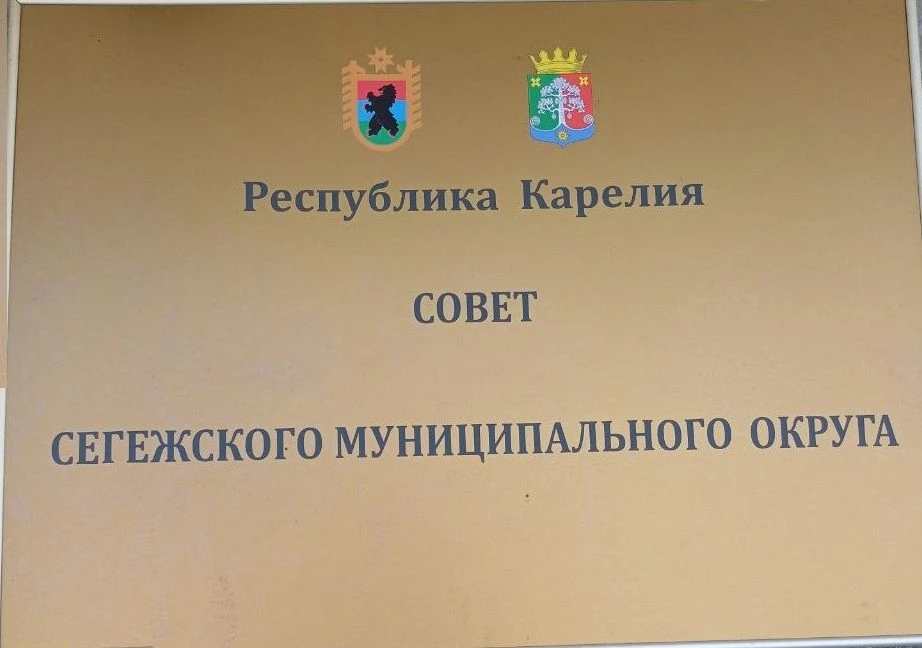 Республика Карелия
СОВЕТ
СЕГЕЖСКОГО МУНИЦИПАЛЬНОГО ОКРУГА